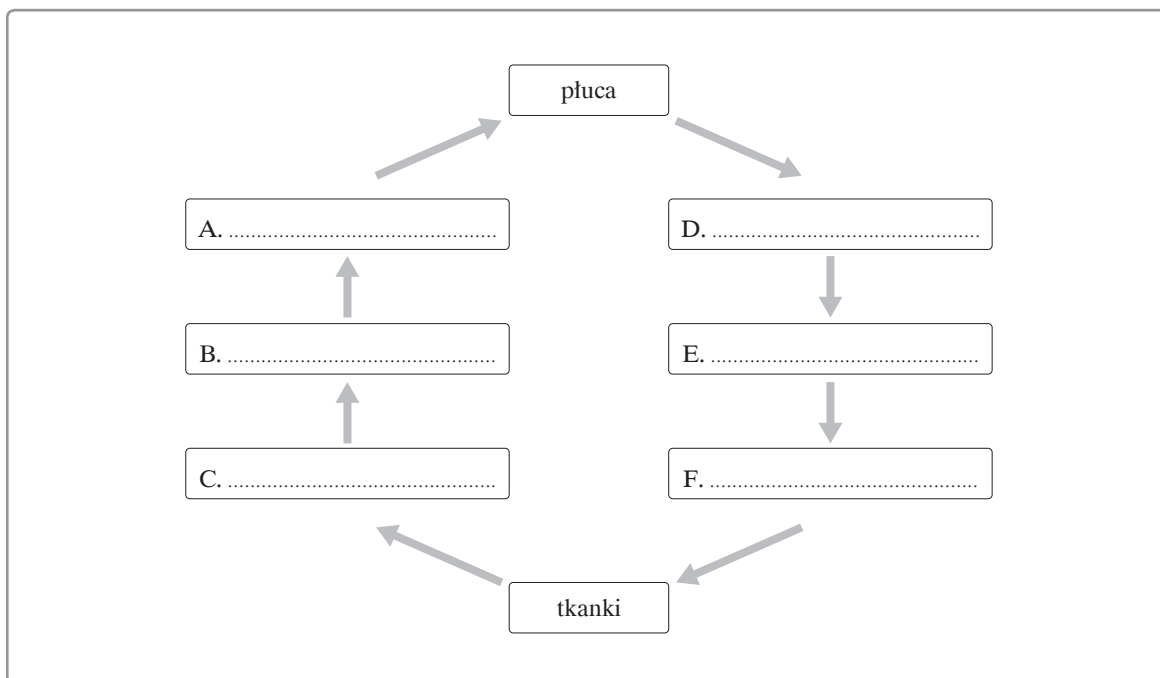 płuca
A. ................................................
D. ................................................
B. ................................................
E. ................................................
C. ................................................
F. ................................................
tkanki